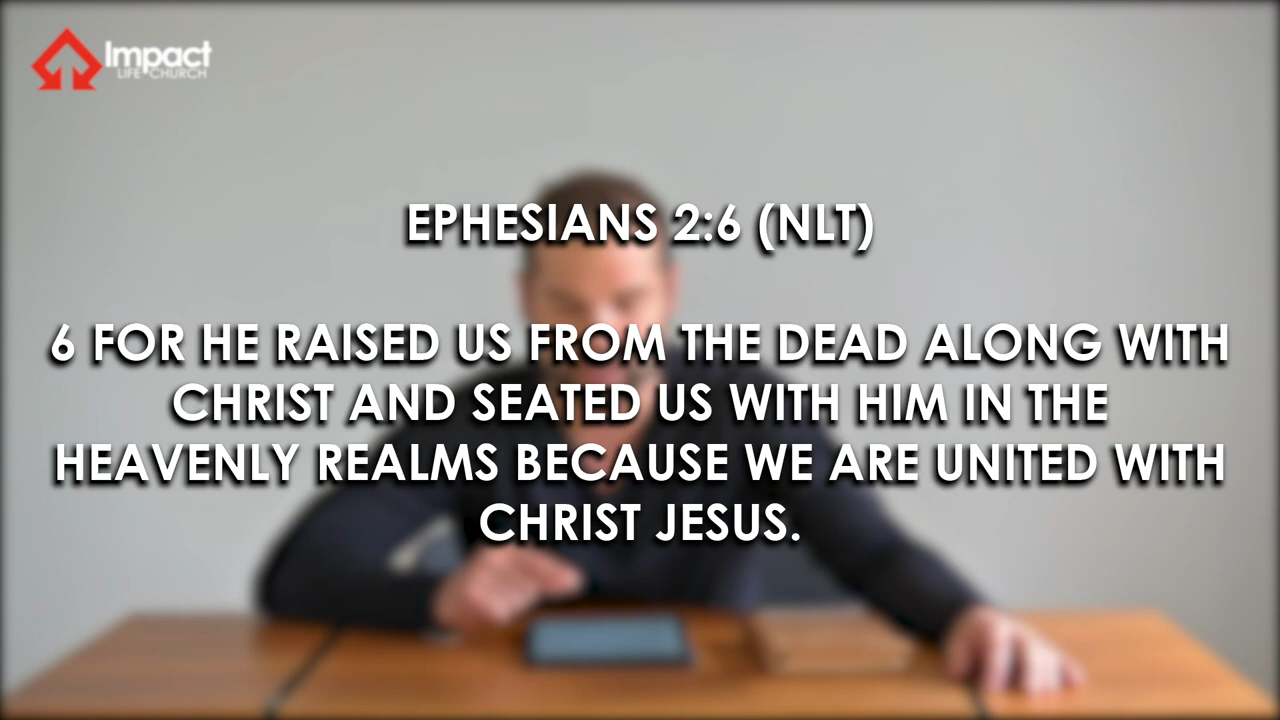 Impact
LIFE CHURCH
EPHESIANS 2:6 (NLT)
6 FOR HE RAISED US FROM THE DEAD ALONG WITH
CHRIST AND SEATED US WITH HIM IN THE
HEAVENLY REALMS BECAUSE WE ARE UNITED WITH
CHRIST JESUS.